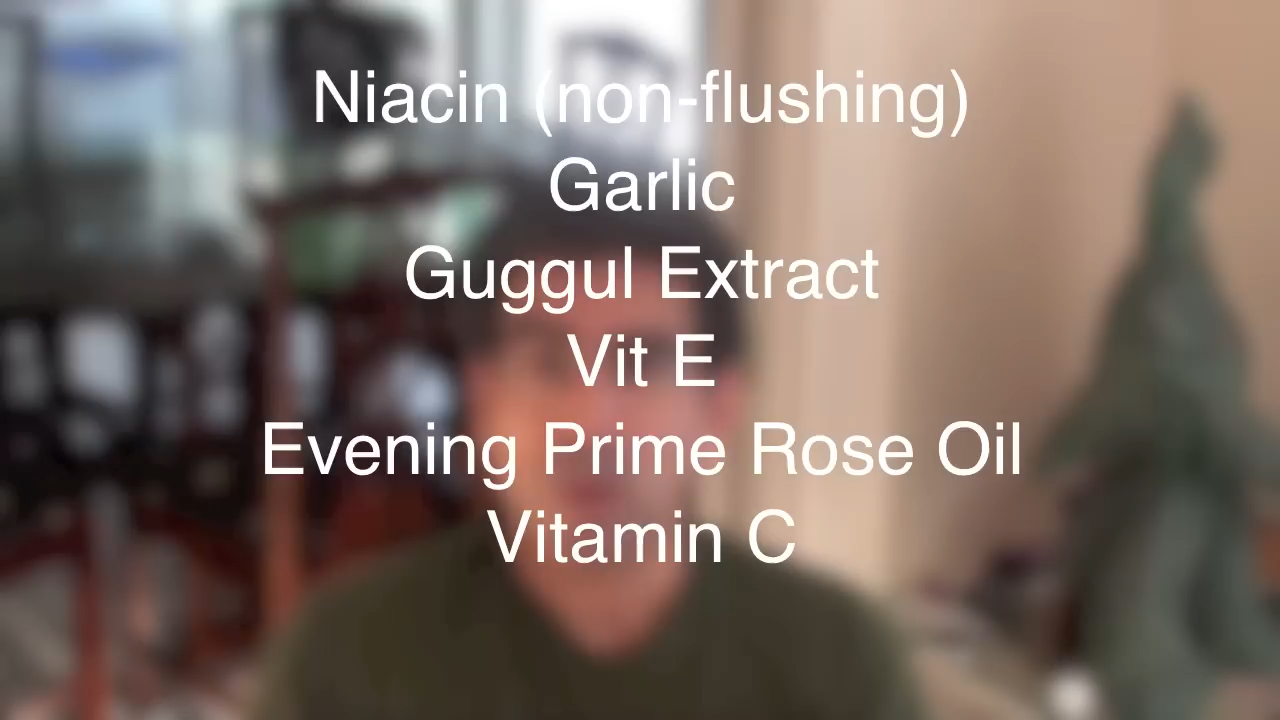 Niacin (non-flushing)
Garlic
Guggul Extract
Vit E
Evening Prime Rose Oil
Vitamin C